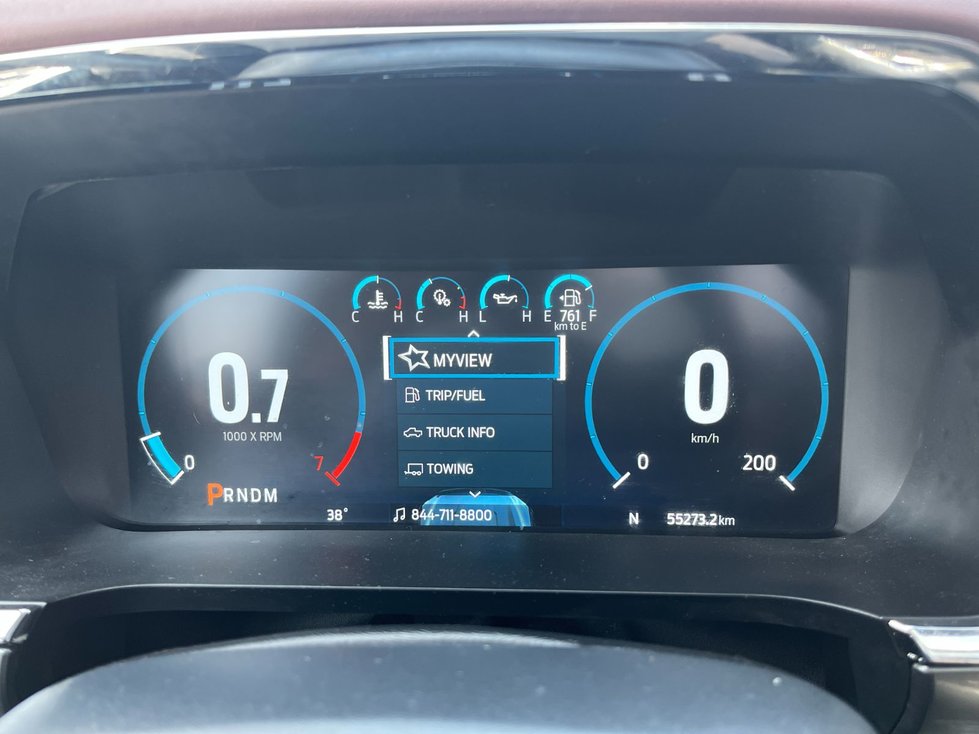 C H
C H
L H
E 761 F
km to E
MYVIEW
TRIP/FUEL
TRUCK INFO
TOWING
0.7
1000 X RPM
0 7
PRNDM
38°
844-711-8800
0
km/h
0 200
N
55273.2 km